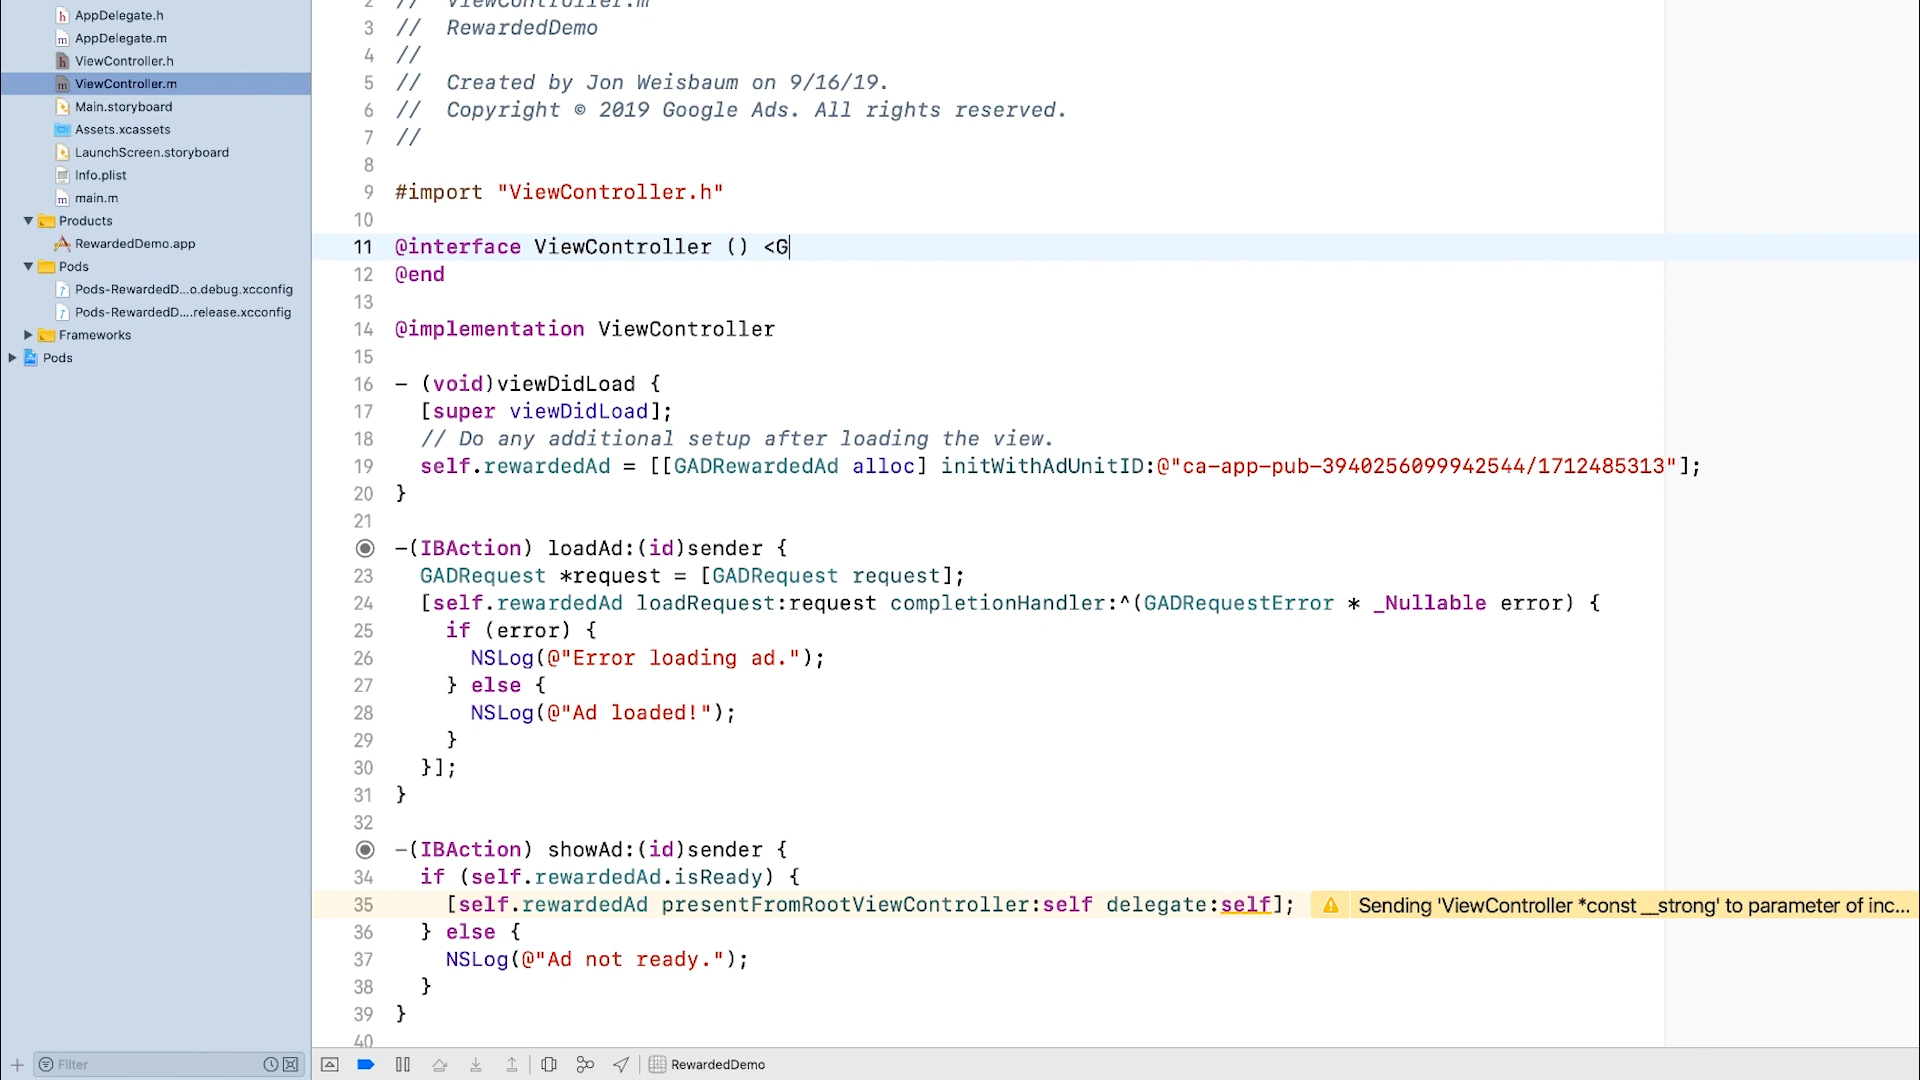 AppDelegate.h
AppDelegate.m
ViewController.h
ViewController.m
Main.storyboard
Assets.xcassets
LaunchScreen.storyboard
Info.plist
main.m
Products
RewardedDemo.app
Pods
Pods-RewardedD...o.debug.xcconfig
Pods-RewardedD....release.xcconfig
Frameworks
Pods
Filter
2 // ViewController.m
3 // RewardedDemo
4 //
5 // Created by Jon Weisbaum on 9/16/19.
6 // Copyright © 2019 Google Ads. All rights reserved.
7 //
8
9 #import "ViewController.h"
10
11 @interface ViewController () <G
12 @end
13
14 @implementation ViewController
15
16 - (void)viewDidLoad {
17 [super viewDidLoad];
18 // Do any additional setup after loading the view.
19 self.rewardedAd = [[GADRewardedAd alloc] initWithAdUnitID:@"ca-app-pub-3940256099942544/1712485313"];
20 }
21
-(IBAction) loadAd:(id)sender {
23 GADRequest *request = [GADRequest request];
24 [self.rewardedAd loadRequest:request completionHandler:^(GADRequestError * _Nullable error) {
25 if (error) {
26 NSLog(@"Error loading ad.");
27 } else {
28 NSLog(@"Ad loaded!");
29 }
30 }];
31 }
32
-(IBAction) showAd:(id)sender {
34 if (self.rewardedAd.isReady) {
35 [self.rewardedAd presentFromRootViewController:self delegate:self]; Sending 'ViewController *const __strong' to parameter of inc...
36 } else {
37 NSLog(@"Ad not ready.");
38 }
39 }
40
RewardedDemo